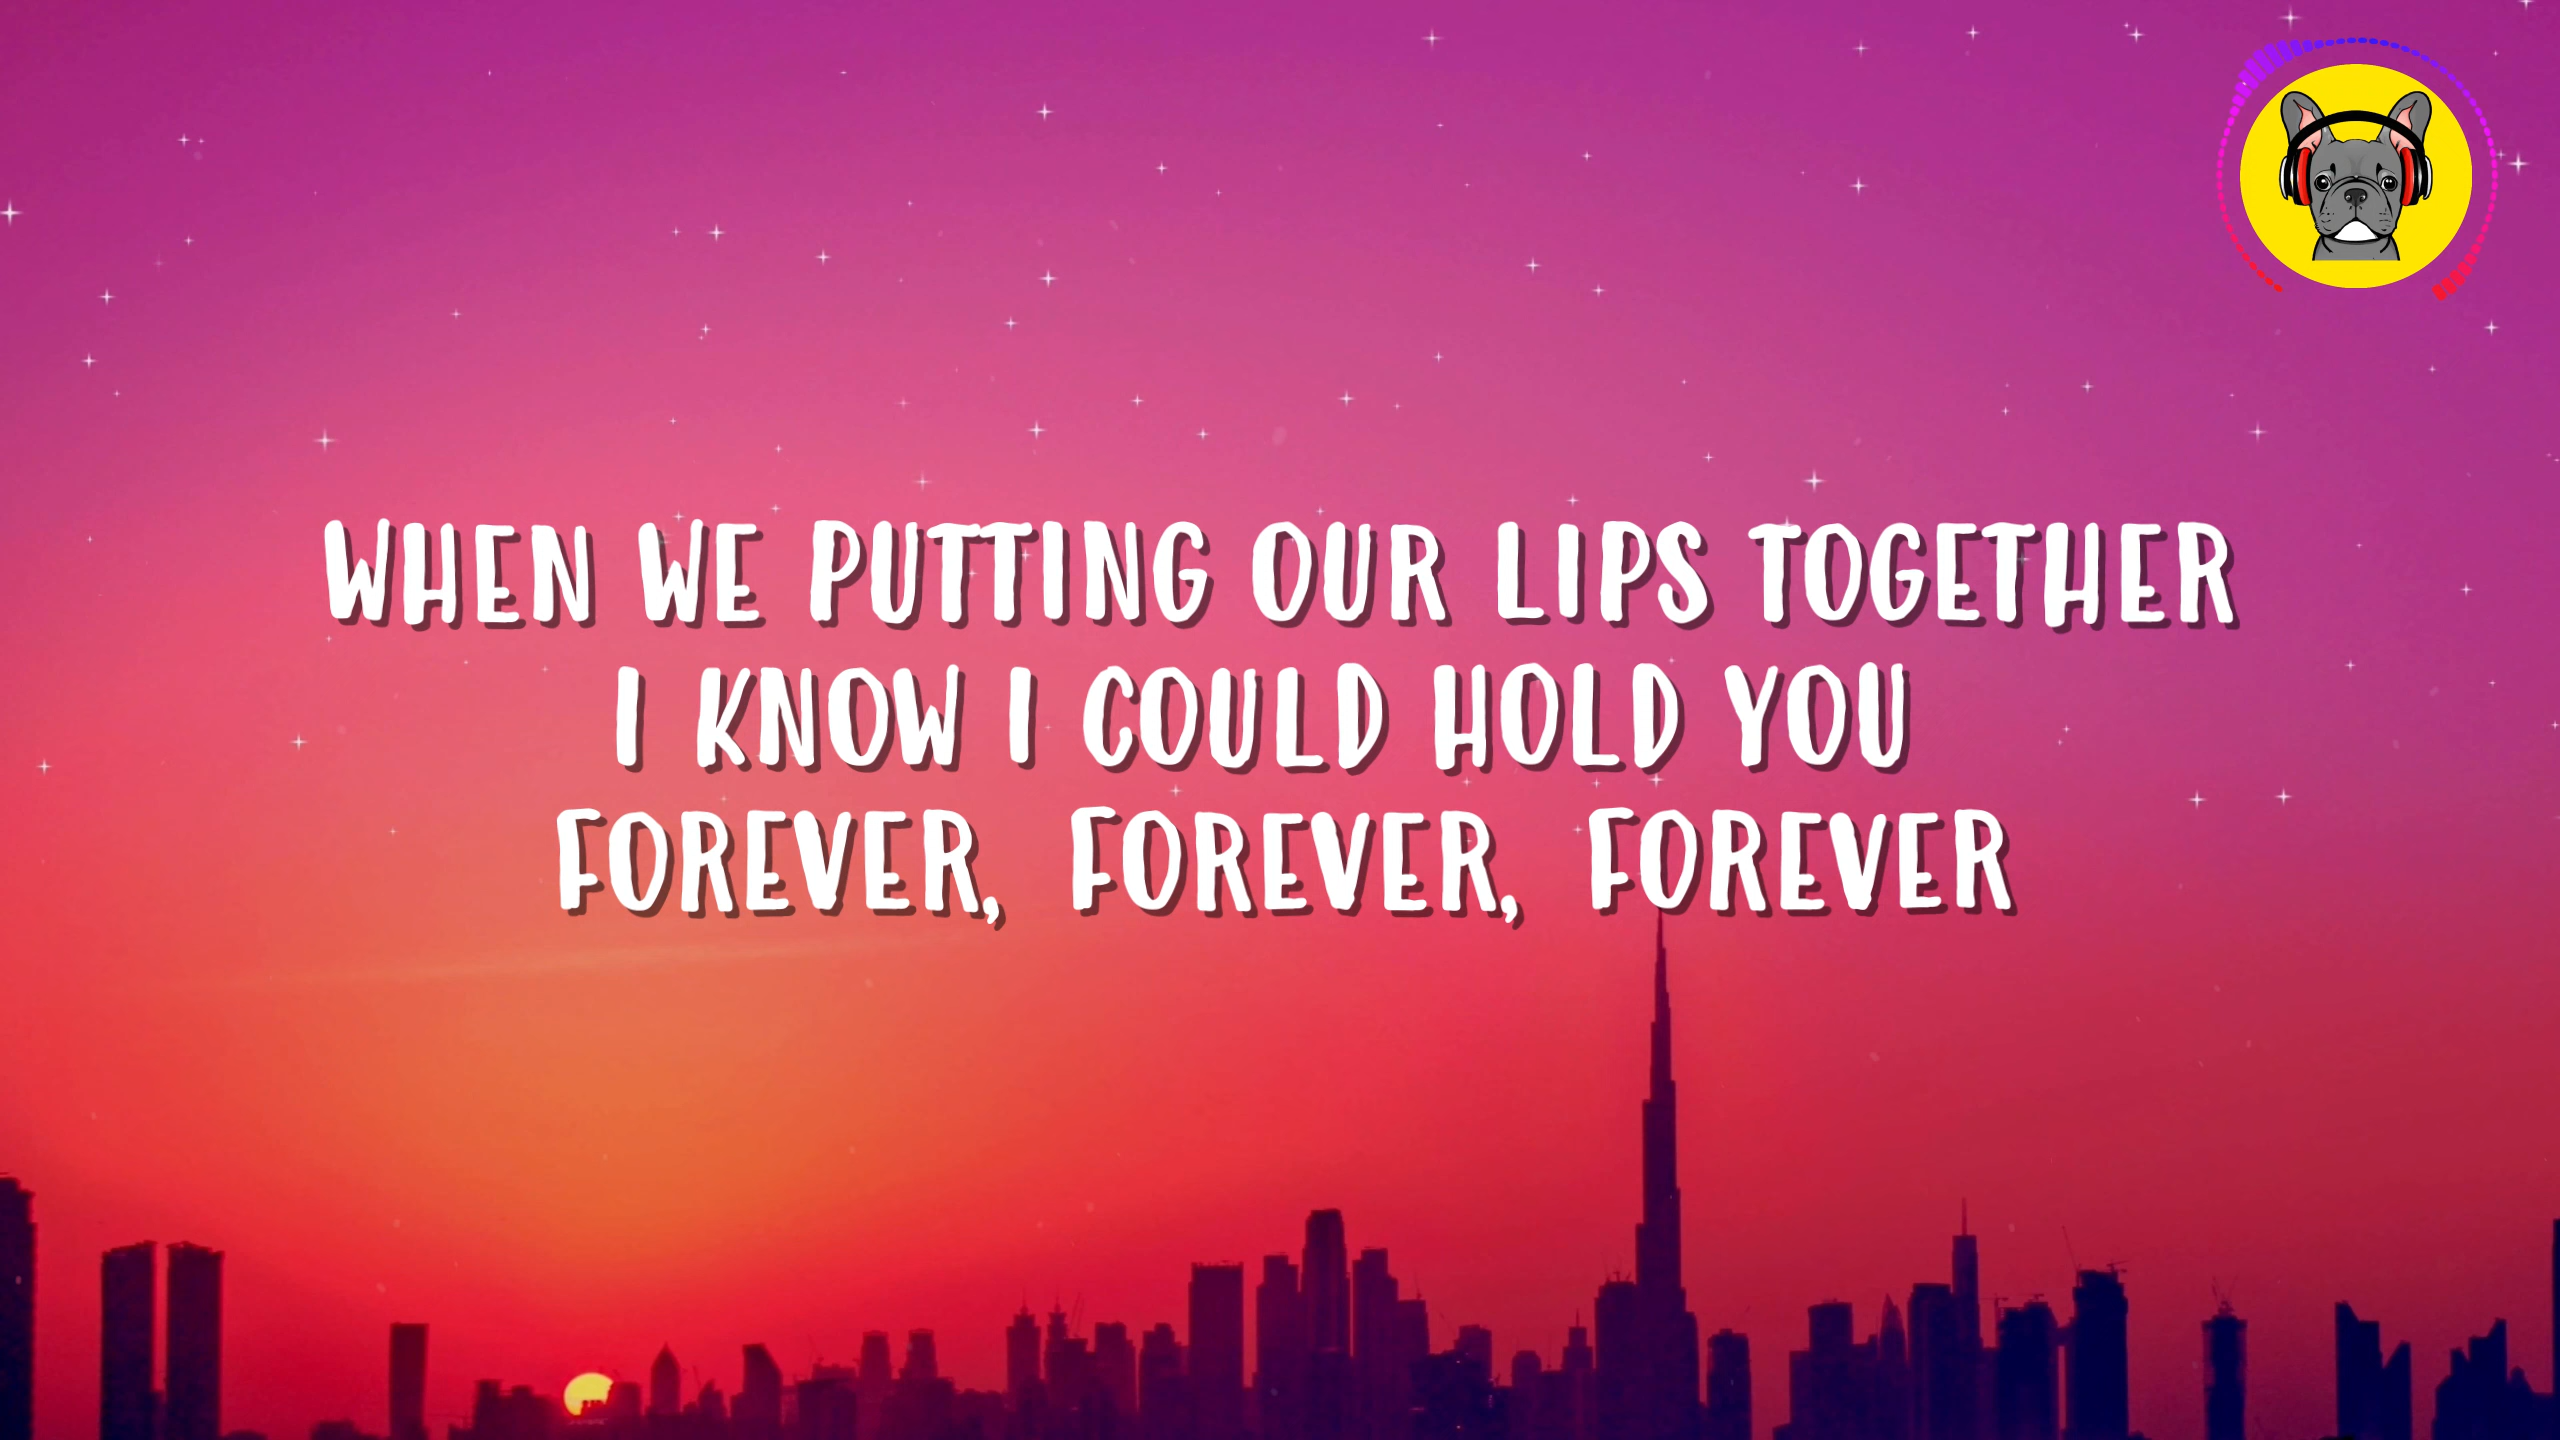 WHEN WE PUTTING OUR LIPS TOGETHER
I KNOW I COULD HOLD YOU
FOREVER, FOREVER, FOREVER